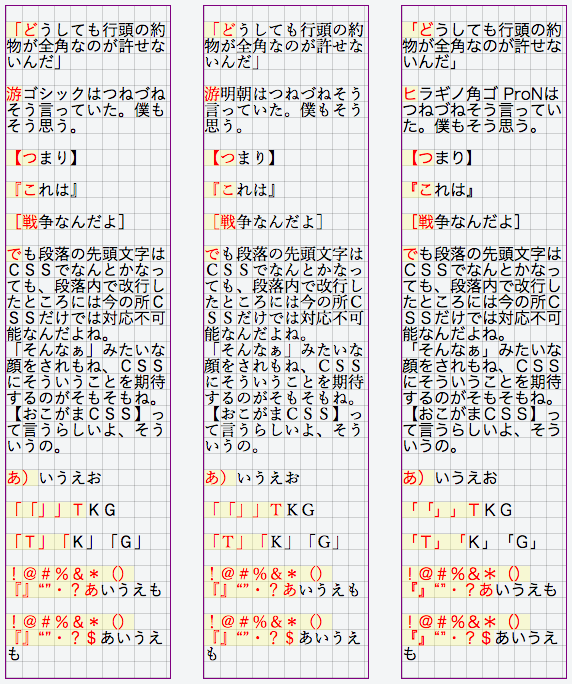 「どうしても行頭の約
物が全角なのが許せな
いんだ」
游ゴシックはつねづね
そう言っていた。僕も
そう思う。
【つまり】
『これは』
［戦争なんだよ］
でも段落の先頭文字は
ＣＳＳでなんとかなっ
ても、段落内で改行し
たところには今の所Ｃ
ＳＳだけでは対応不可
能なんだよね。
「そんなぁ」みたいな
顔をされもね、ＣＳＳ
にそういうことを期待
するのがそもそもね。
【おこがまＣＳＳ】っ
て言うらしいよ、そう
いうの。
あ）いうえお
「「」」ＴＫＧ
「Ｔ」「Ｋ」「Ｇ」
！＠＃％＆＊（）
『』“”・？あいうえも
！＠＃％＆＊（）
『』“”・？＄あいうえ
も
「どうしても行頭の約
物が全角なのが許せな
いんだ」
游明朝はつねづねそう
言っていた。僕もそう
思う。
【つまり】
『これは』
［戦争なんだよ］
でも段落の先頭文字は
ＣＳＳでなんとかなっ
ても、段落内で改行し
たところには今の所Ｃ
ＳＳだけでは対応不可
能なんだよね。
「そんなぁ」みたいな
顔をされもね、ＣＳＳ
にそういうことを期待
するのがそもそもね。
【おこがまＣＳＳ】っ
て言うらしいよ、そう
いうの。
あ）いうえお
「「」」ＴＫＧ
「Ｔ」「Ｋ」「Ｇ」
！＠＃％＆＊（）
『』“”・？あいうえも
！＠＃％＆＊（）
『』“”・？＄あいうえ
も
「どうしても行頭の約
物が全角なのが許せな
いんだ」
ヒラギノ角ゴ ProNは
つねづねそう言ってい
た。僕もそう思う。
【つまり】
『これは』
［戦争なんだよ］
でも段落の先頭文字は
ＣＳＳでなんとかなっ
ても、段落内で改行し
たところには今の所Ｃ
ＳＳだけでは対応不可
能なんだよね。
「そんなぁ」みたいな
顔をされもね、ＣＳＳ
にそういうことを期待
するのがそもそもね。
【おこがまＣＳＳ】っ
て言うらしいよ、そう
いうの。
あ）いうえお
「「」」ＴＫＧ
「Ｔ」「Ｋ」「Ｇ」
！＠＃％＆＊（）
『』“”・？あいうえも
！＠＃％＆＊（）
『』“”・？＄あいうえ
も